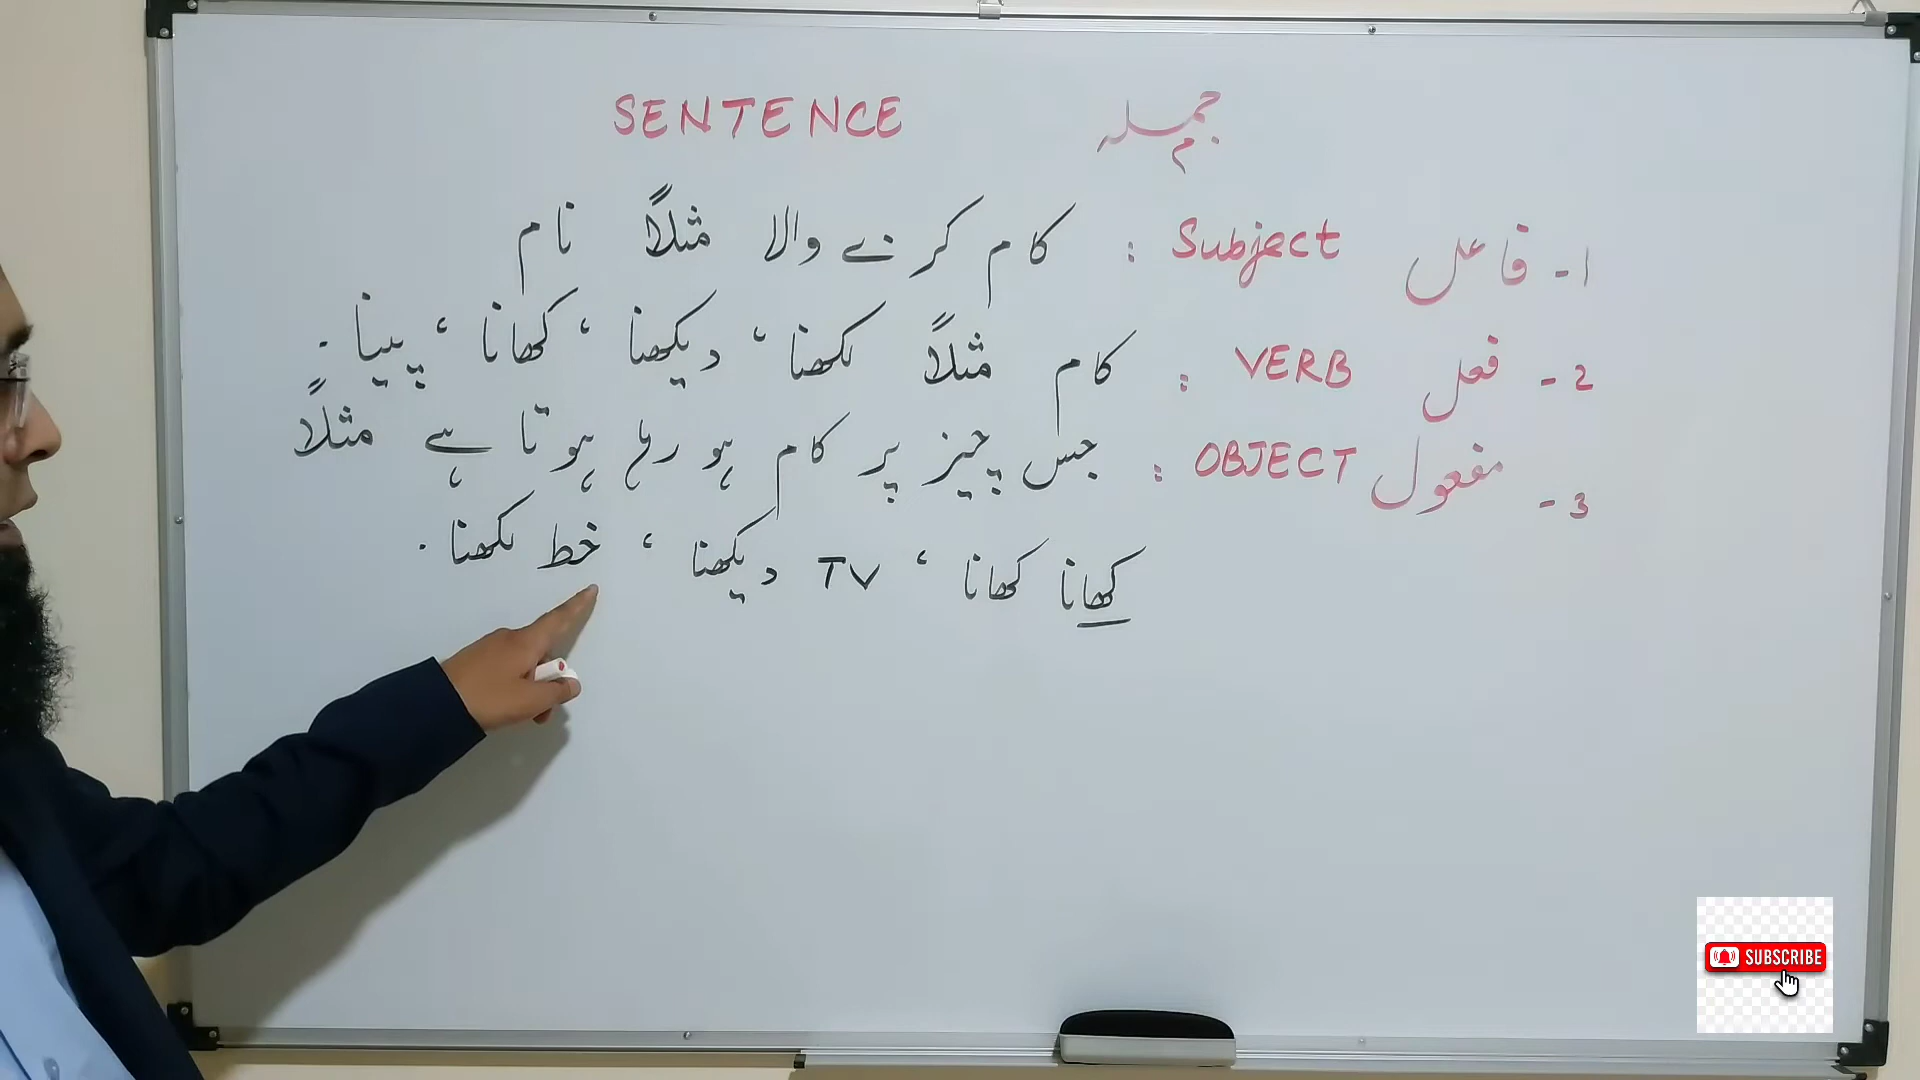 جملہ SENTENCE
1- فاعل Subject : کام کرنے والا مثلاً نام
2- فعل VERB : کام مثلاً لکھنا، دیکھنا، کھانا، پینا۔
3- مفعول OBJECT : جس چیز پر کام ہو رہا ہوتا ہے مثلاً
کھانا کھانا، TV دیکھنا، خط لکھنا۔
SUBSCRIBE